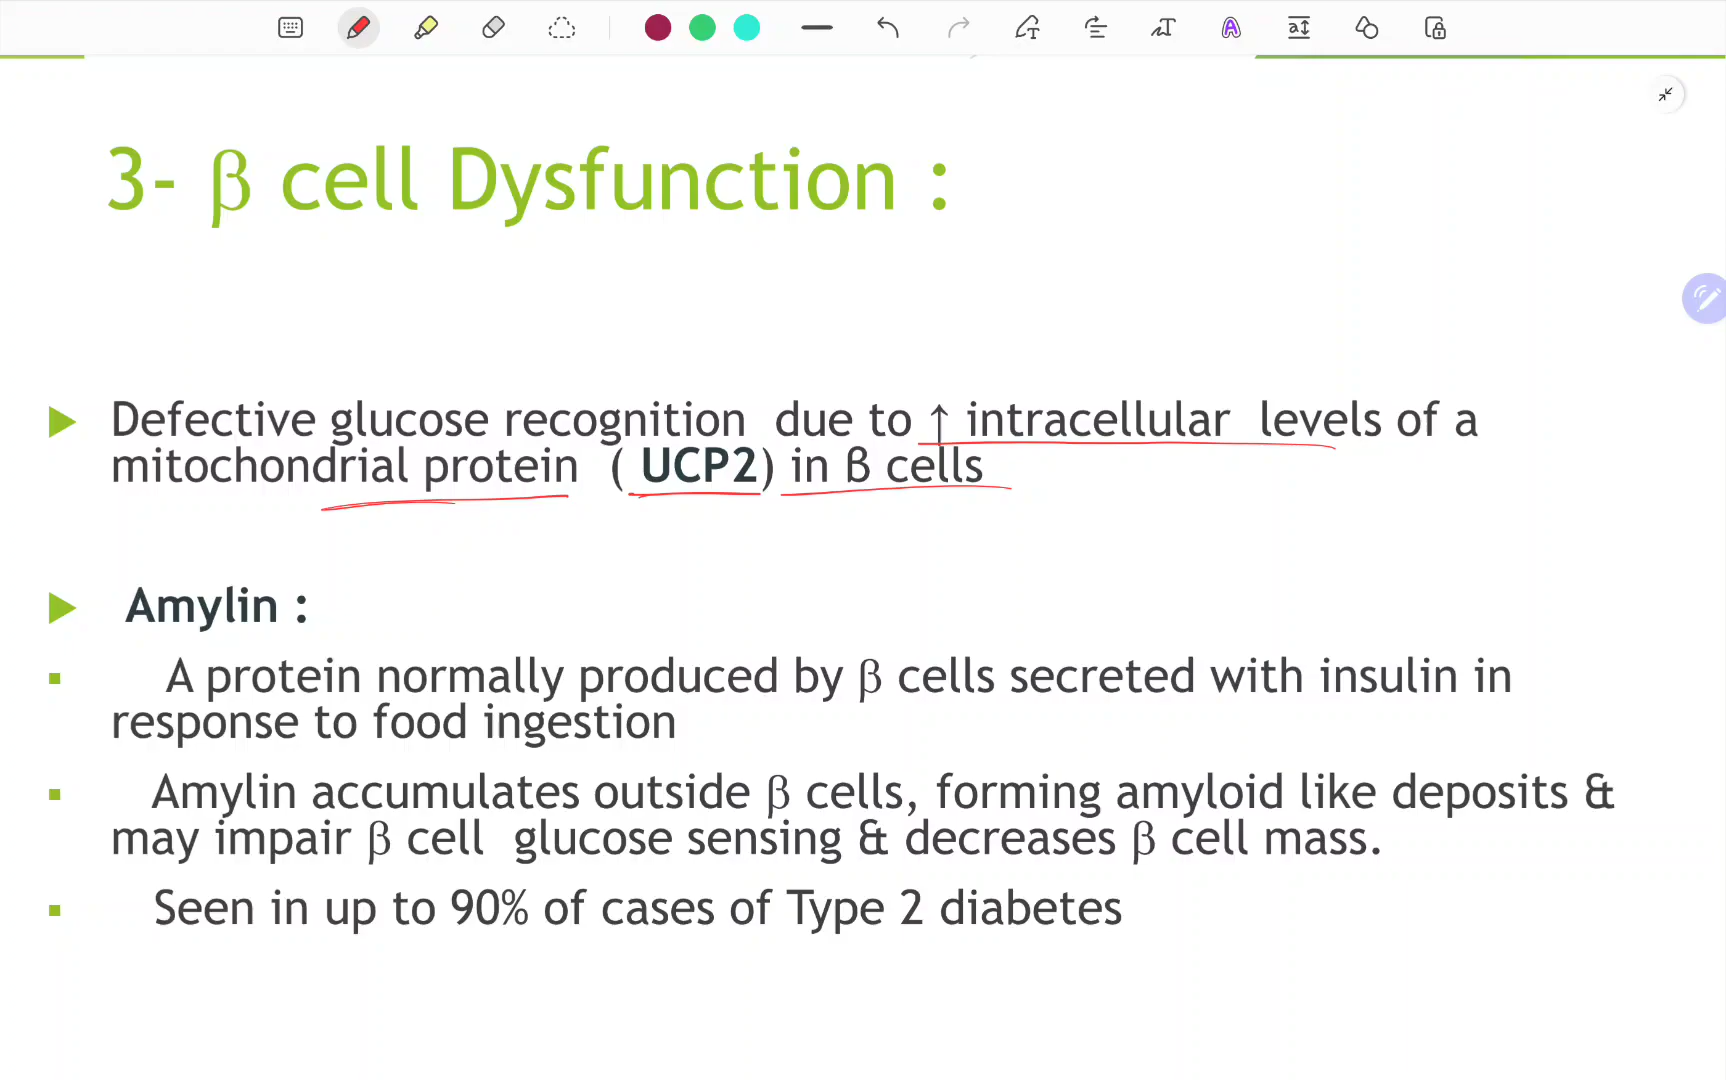 3- β cell Dysfunction :
Defective glucose recognition due to ↑ intracellular levels of a
mitochondrial protein ( UCP2) in β cells
Amylin :
A protein normally produced by β cells secreted with insulin in
response to food ingestion
Amylin accumulates outside β cells, forming amyloid like deposits &
may impair β cell glucose sensing & decreases β cell mass.
Seen in up to 90% of cases of Type 2 diabetes